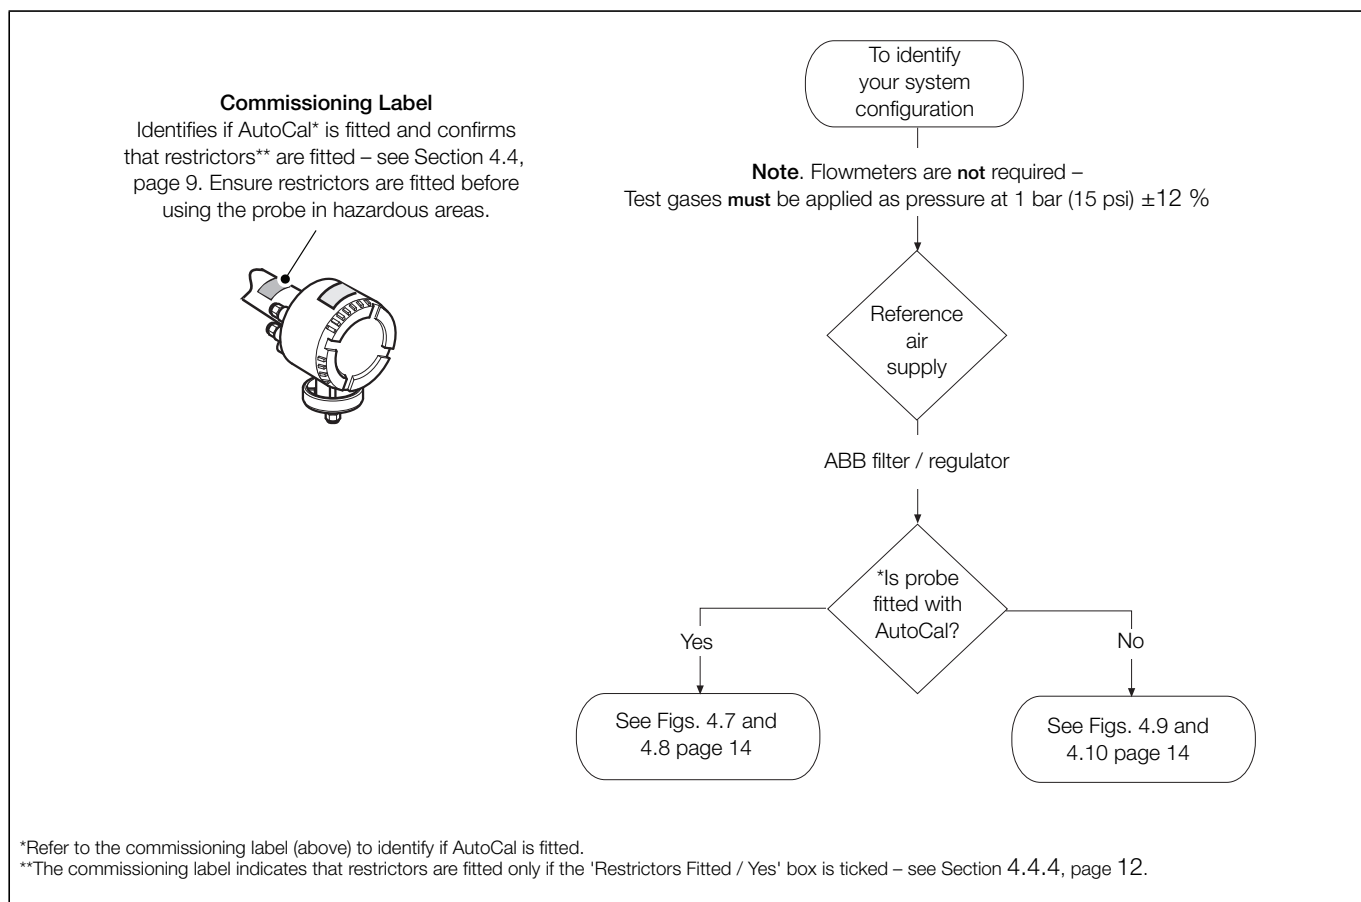 Commissioning Label
Identifies if AutoCal* is fitted and confirms
that restrictors** are fitted – see Section 4.4,
page 9. Ensure restrictors are fitted before
using the probe in hazardous areas.
To identify
your system
configuration
Note. Flowmeters are not required –
Test gases must be applied as pressure at 1 bar (15 psi) ±12 %
Reference
air
supply
ABB filter / regulator
*Is probe
fitted with
AutoCal?
Yes
No
See Figs. 4.7 and
4.8 page 14
See Figs. 4.9 and
4.10 page 14
*Refer to the commissioning label (above) to identify if AutoCal is fitted.
**The commissioning label indicates that restrictors are fitted only if the 'Restrictors Fitted / Yes' box is ticked – see Section 4.4.4, page 12.